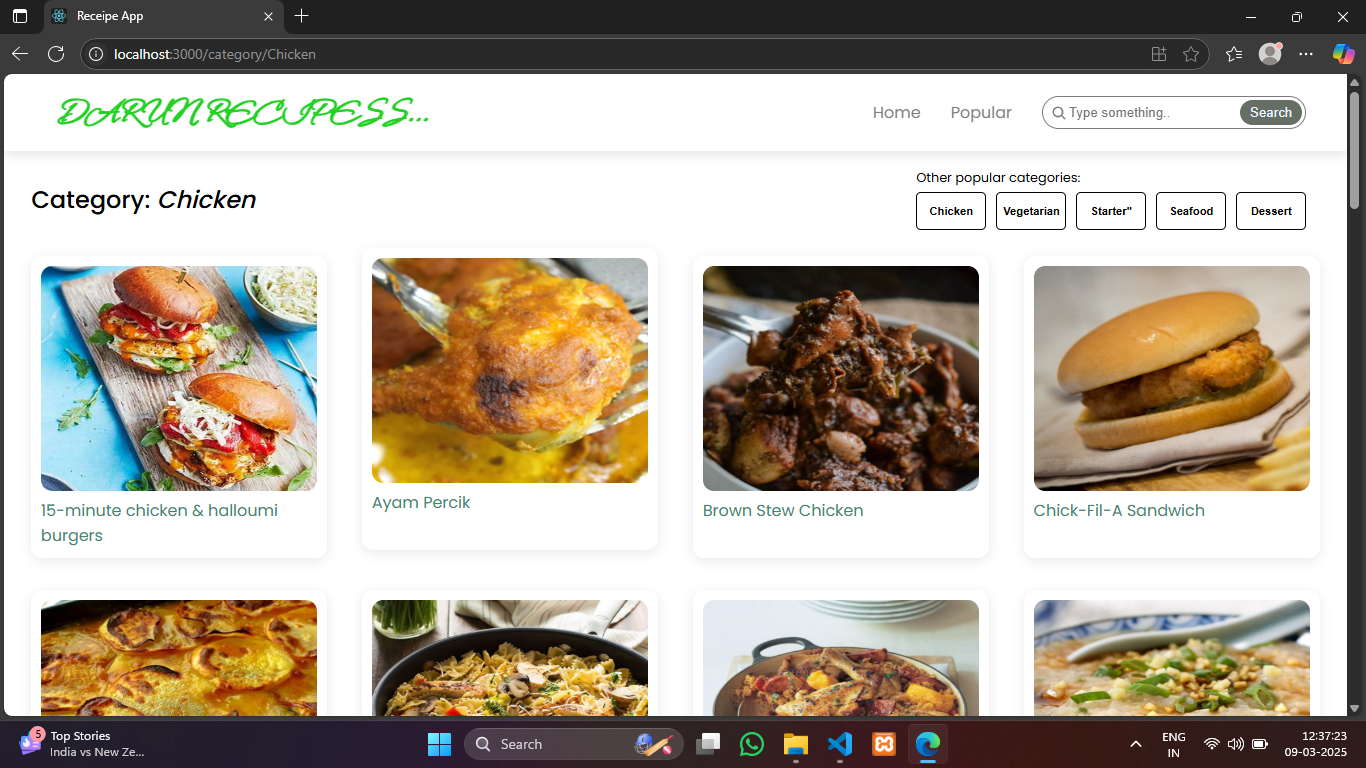 Receipe App
localhost:3000/category/Chicken
DARUN RECIPESS...
Home
Popular
Type something..
Search
Category: Chicken
Other popular categories:
Chicken
Vegetarian
Starter"
Seafood
Dessert
15-minute chicken & halloumi
burgers
Ayam Percik
Brown Stew Chicken
Chick-Fil-A Sandwich
5
Top Stories
India vs New Ze...
Search
ENG
IN
12:37:23
09-03-2025